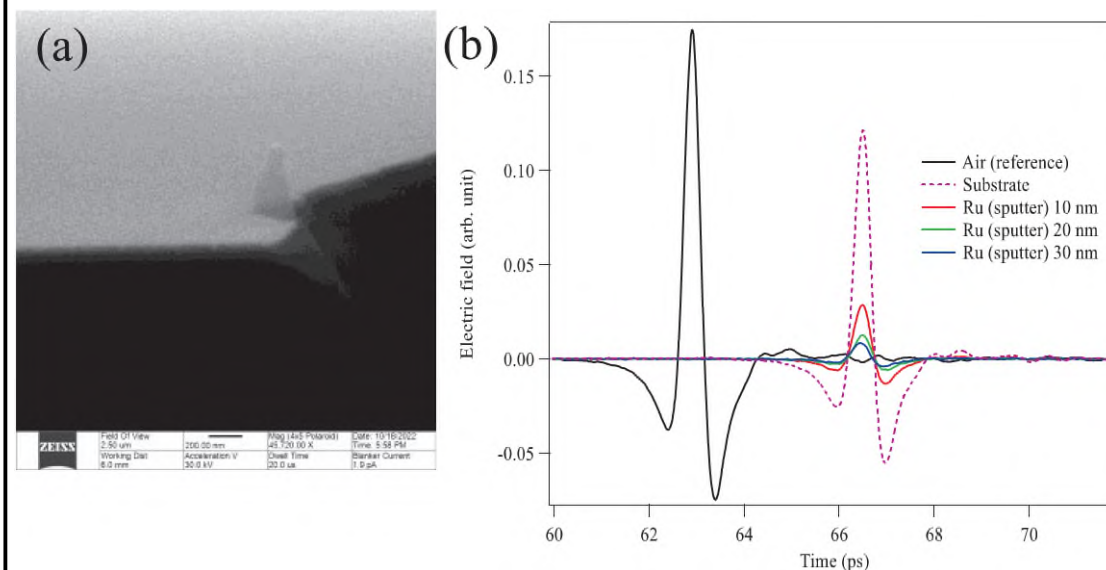 (a)
ZEISS
Field Of View
2.50 um
200.00 nm
Mag (4x5 Polaroid)
45,720.00 X
Date: 10/18/2022
Time: 5:58 PM
Working Dist
6.0 mm
Acceleration V
30.0 kV
Dwell Time
20.0 us
Blanker Current
1.9 pA
(b)
0.15
0.10
0.05
0.00
-0.05
Electric field (arb. unit)
Air (reference)
Substrate
Ru (sputter) 10 nm
Ru (sputter) 20 nm
Ru (sputter) 30 nm
60
62
64
66
68
70
Time (ps)